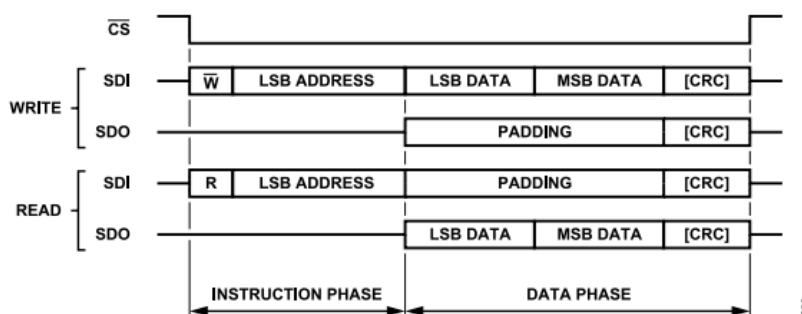 CS
SDI W LSB ADDRESS LSB DATA MSB DATA [CRC]
WRITE
SDO PADDING [CRC]
SDI R LSB ADDRESS PADDING [CRC]
READ
SDO LSB DATA MSB DATA [CRC]
INSTRUCTION PHASE DATA PHASE